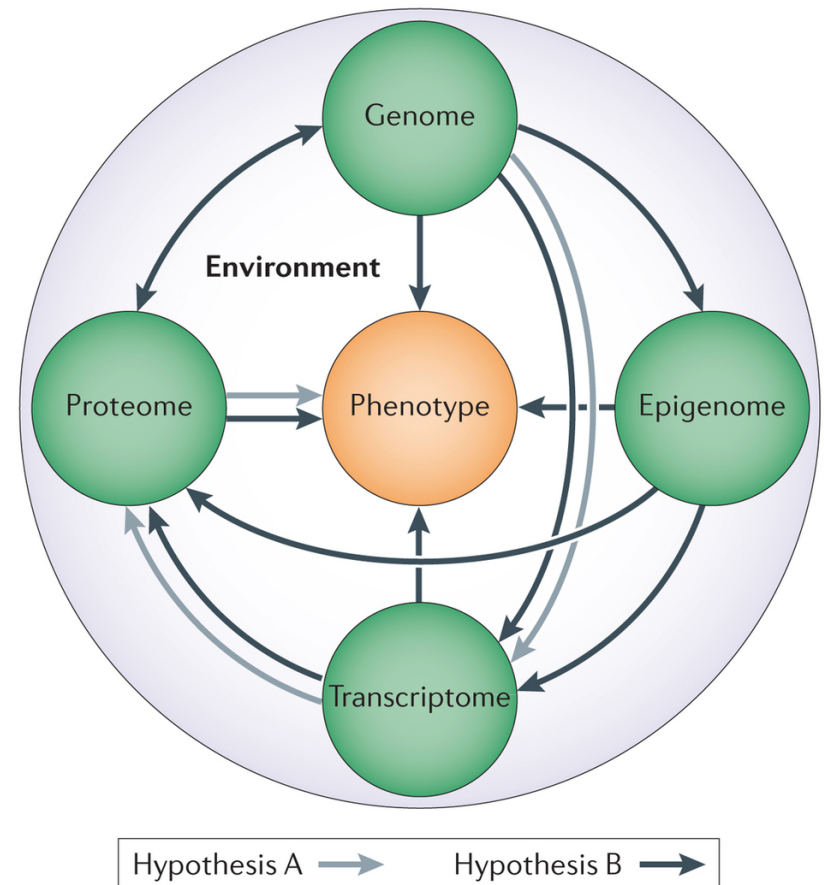 Genome
Environment
Proteome
Phenotype
Epigenome
Transcriptome
Hypothesis A
Hypothesis B